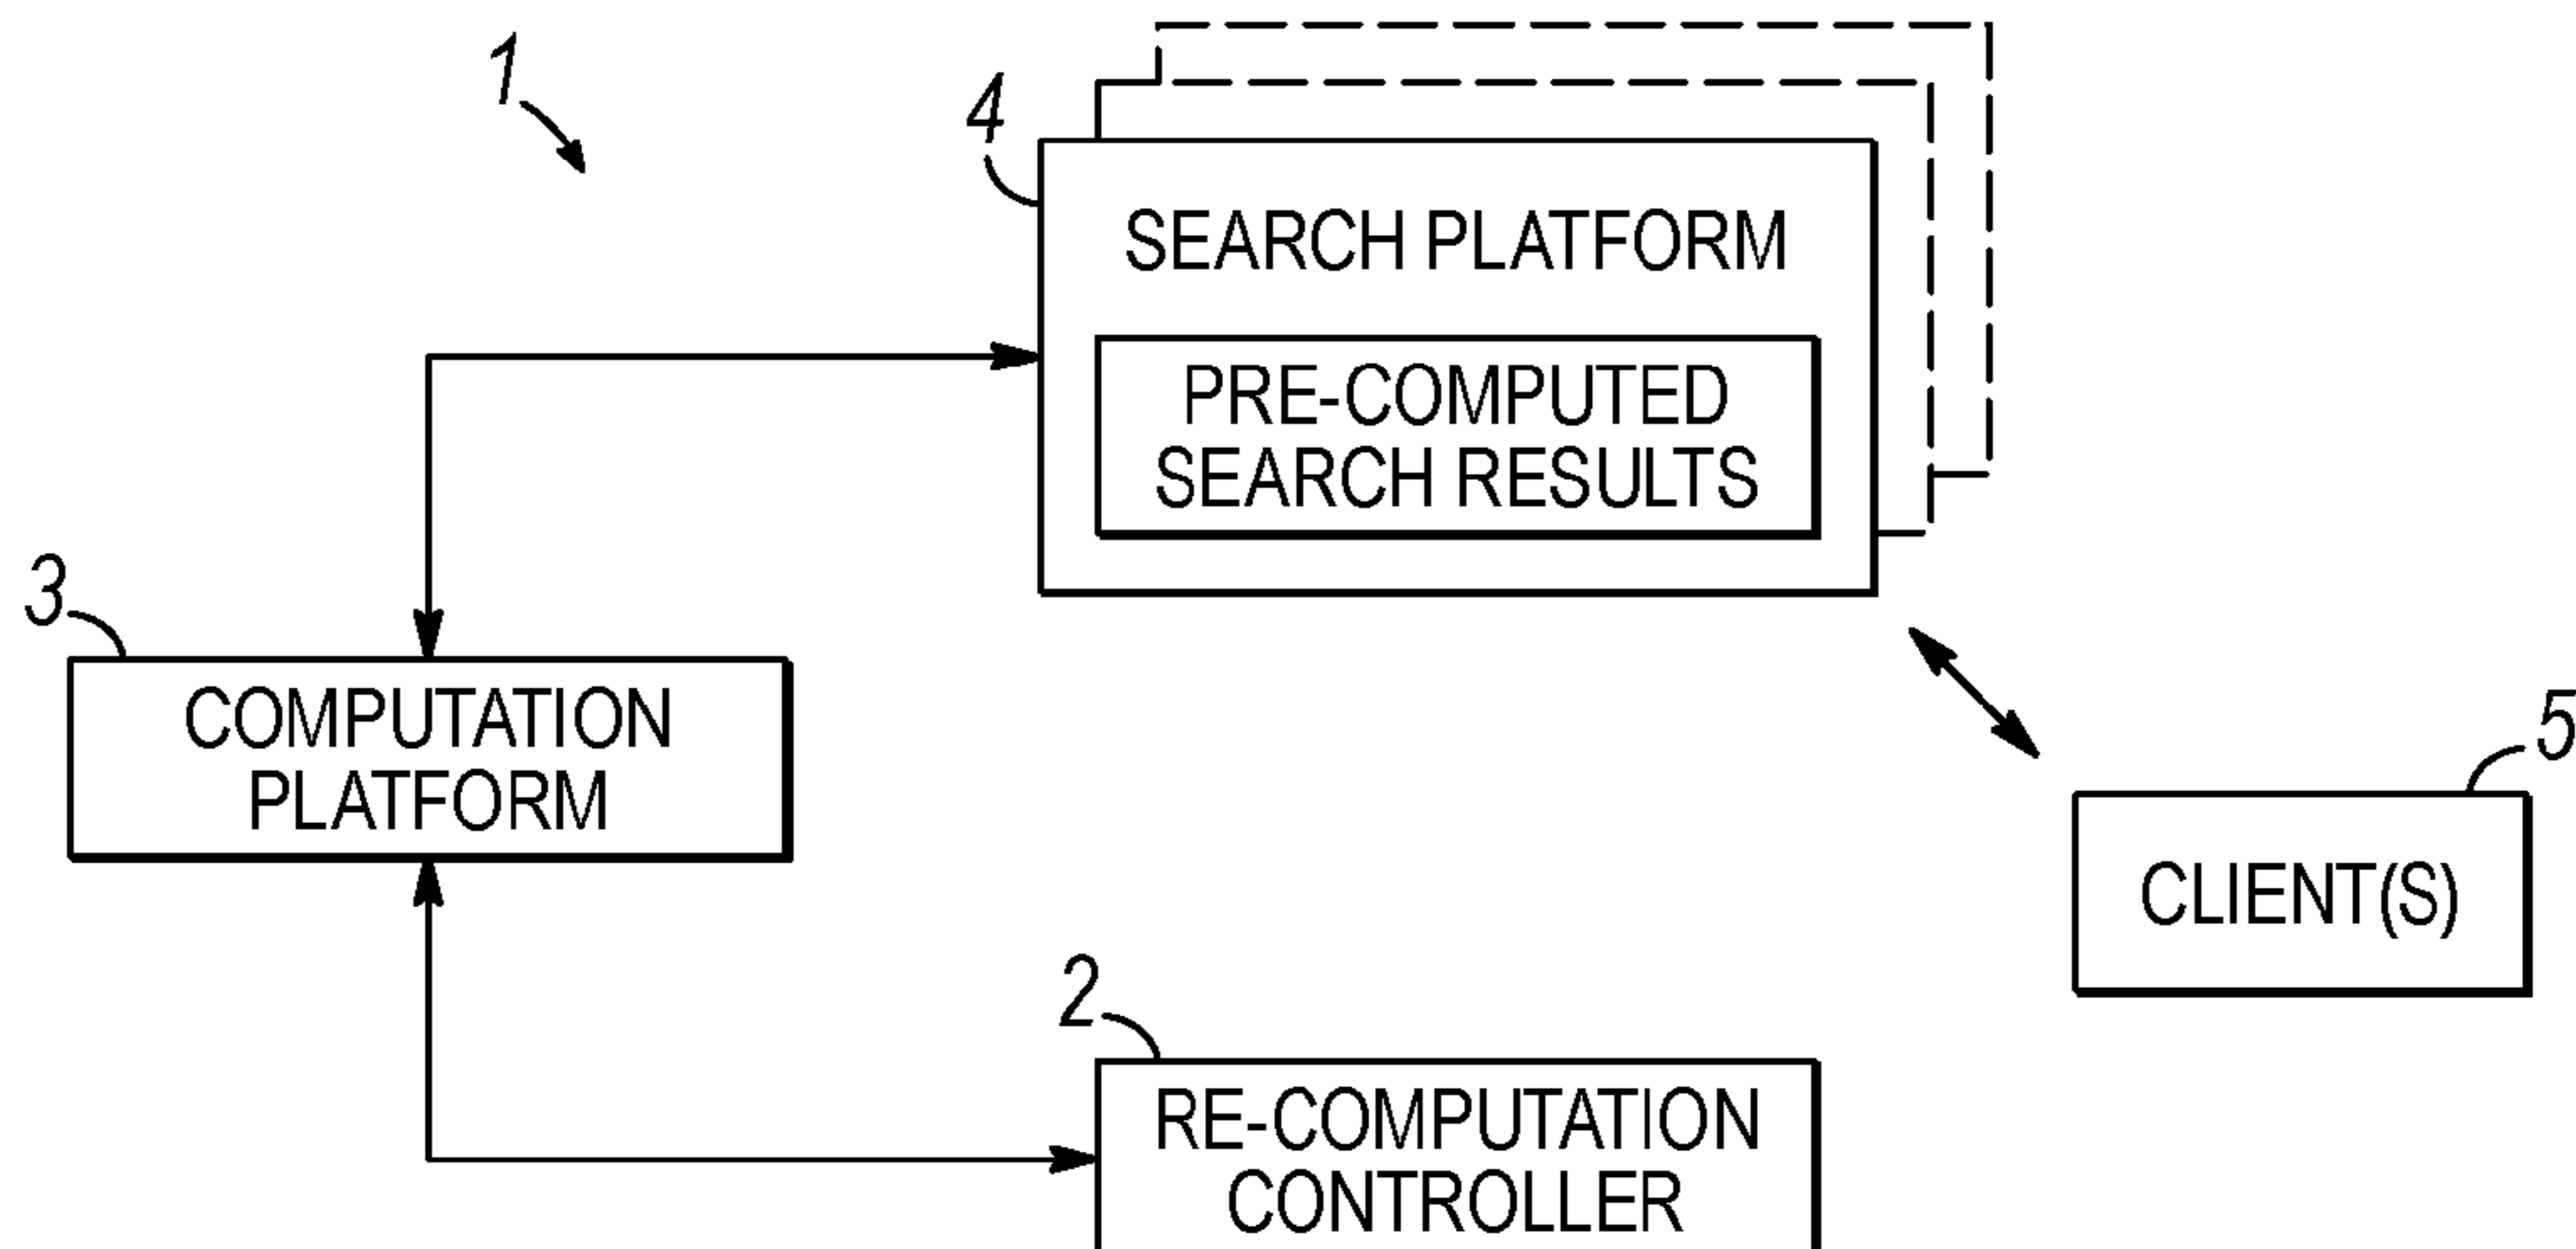 1
4
SEARCH PLATFORM
PRE-COMPUTED
SEARCH RESULTS
3
COMPUTATION
PLATFORM
5
CLIENT(S)
2
RE-COMPUTATION
CONTROLLER